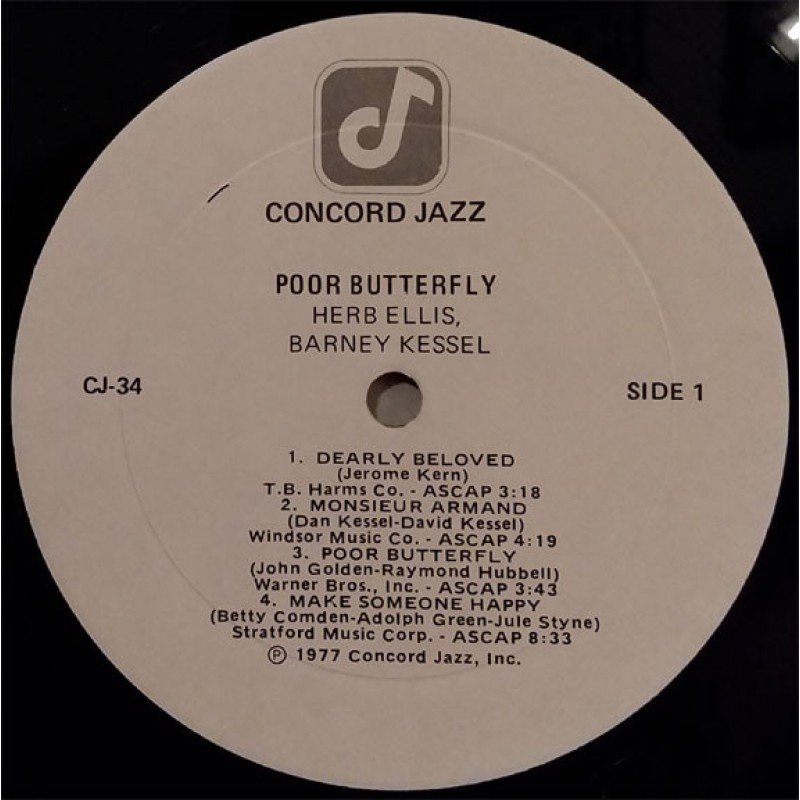 CONCORD JAZZ
POOR BUTTERFLY
HERB ELLIS,
BARNEY KESSEL
CJ-34
SIDE 1
1. DEARLY BELOVED
(Jerome Kern)
T.B. Harms Co. - ASCAP 3:18
2. MONSIEUR ARMAND
(Dan Kessel-David Kessel)
Windsor Music Co. - ASCAP 4:19
3. POOR BUTTERFLY
(John Golden-Raymond Hubbell)
Warner Bros., Inc. - ASCAP 3:43
4. MAKE SOMEONE HAPPY
(Betty Comden-Adolph Green-Jule Styne)
Stratford Music Corp. - ASCAP 8:33
℗ 1977 Concord Jazz, Inc.